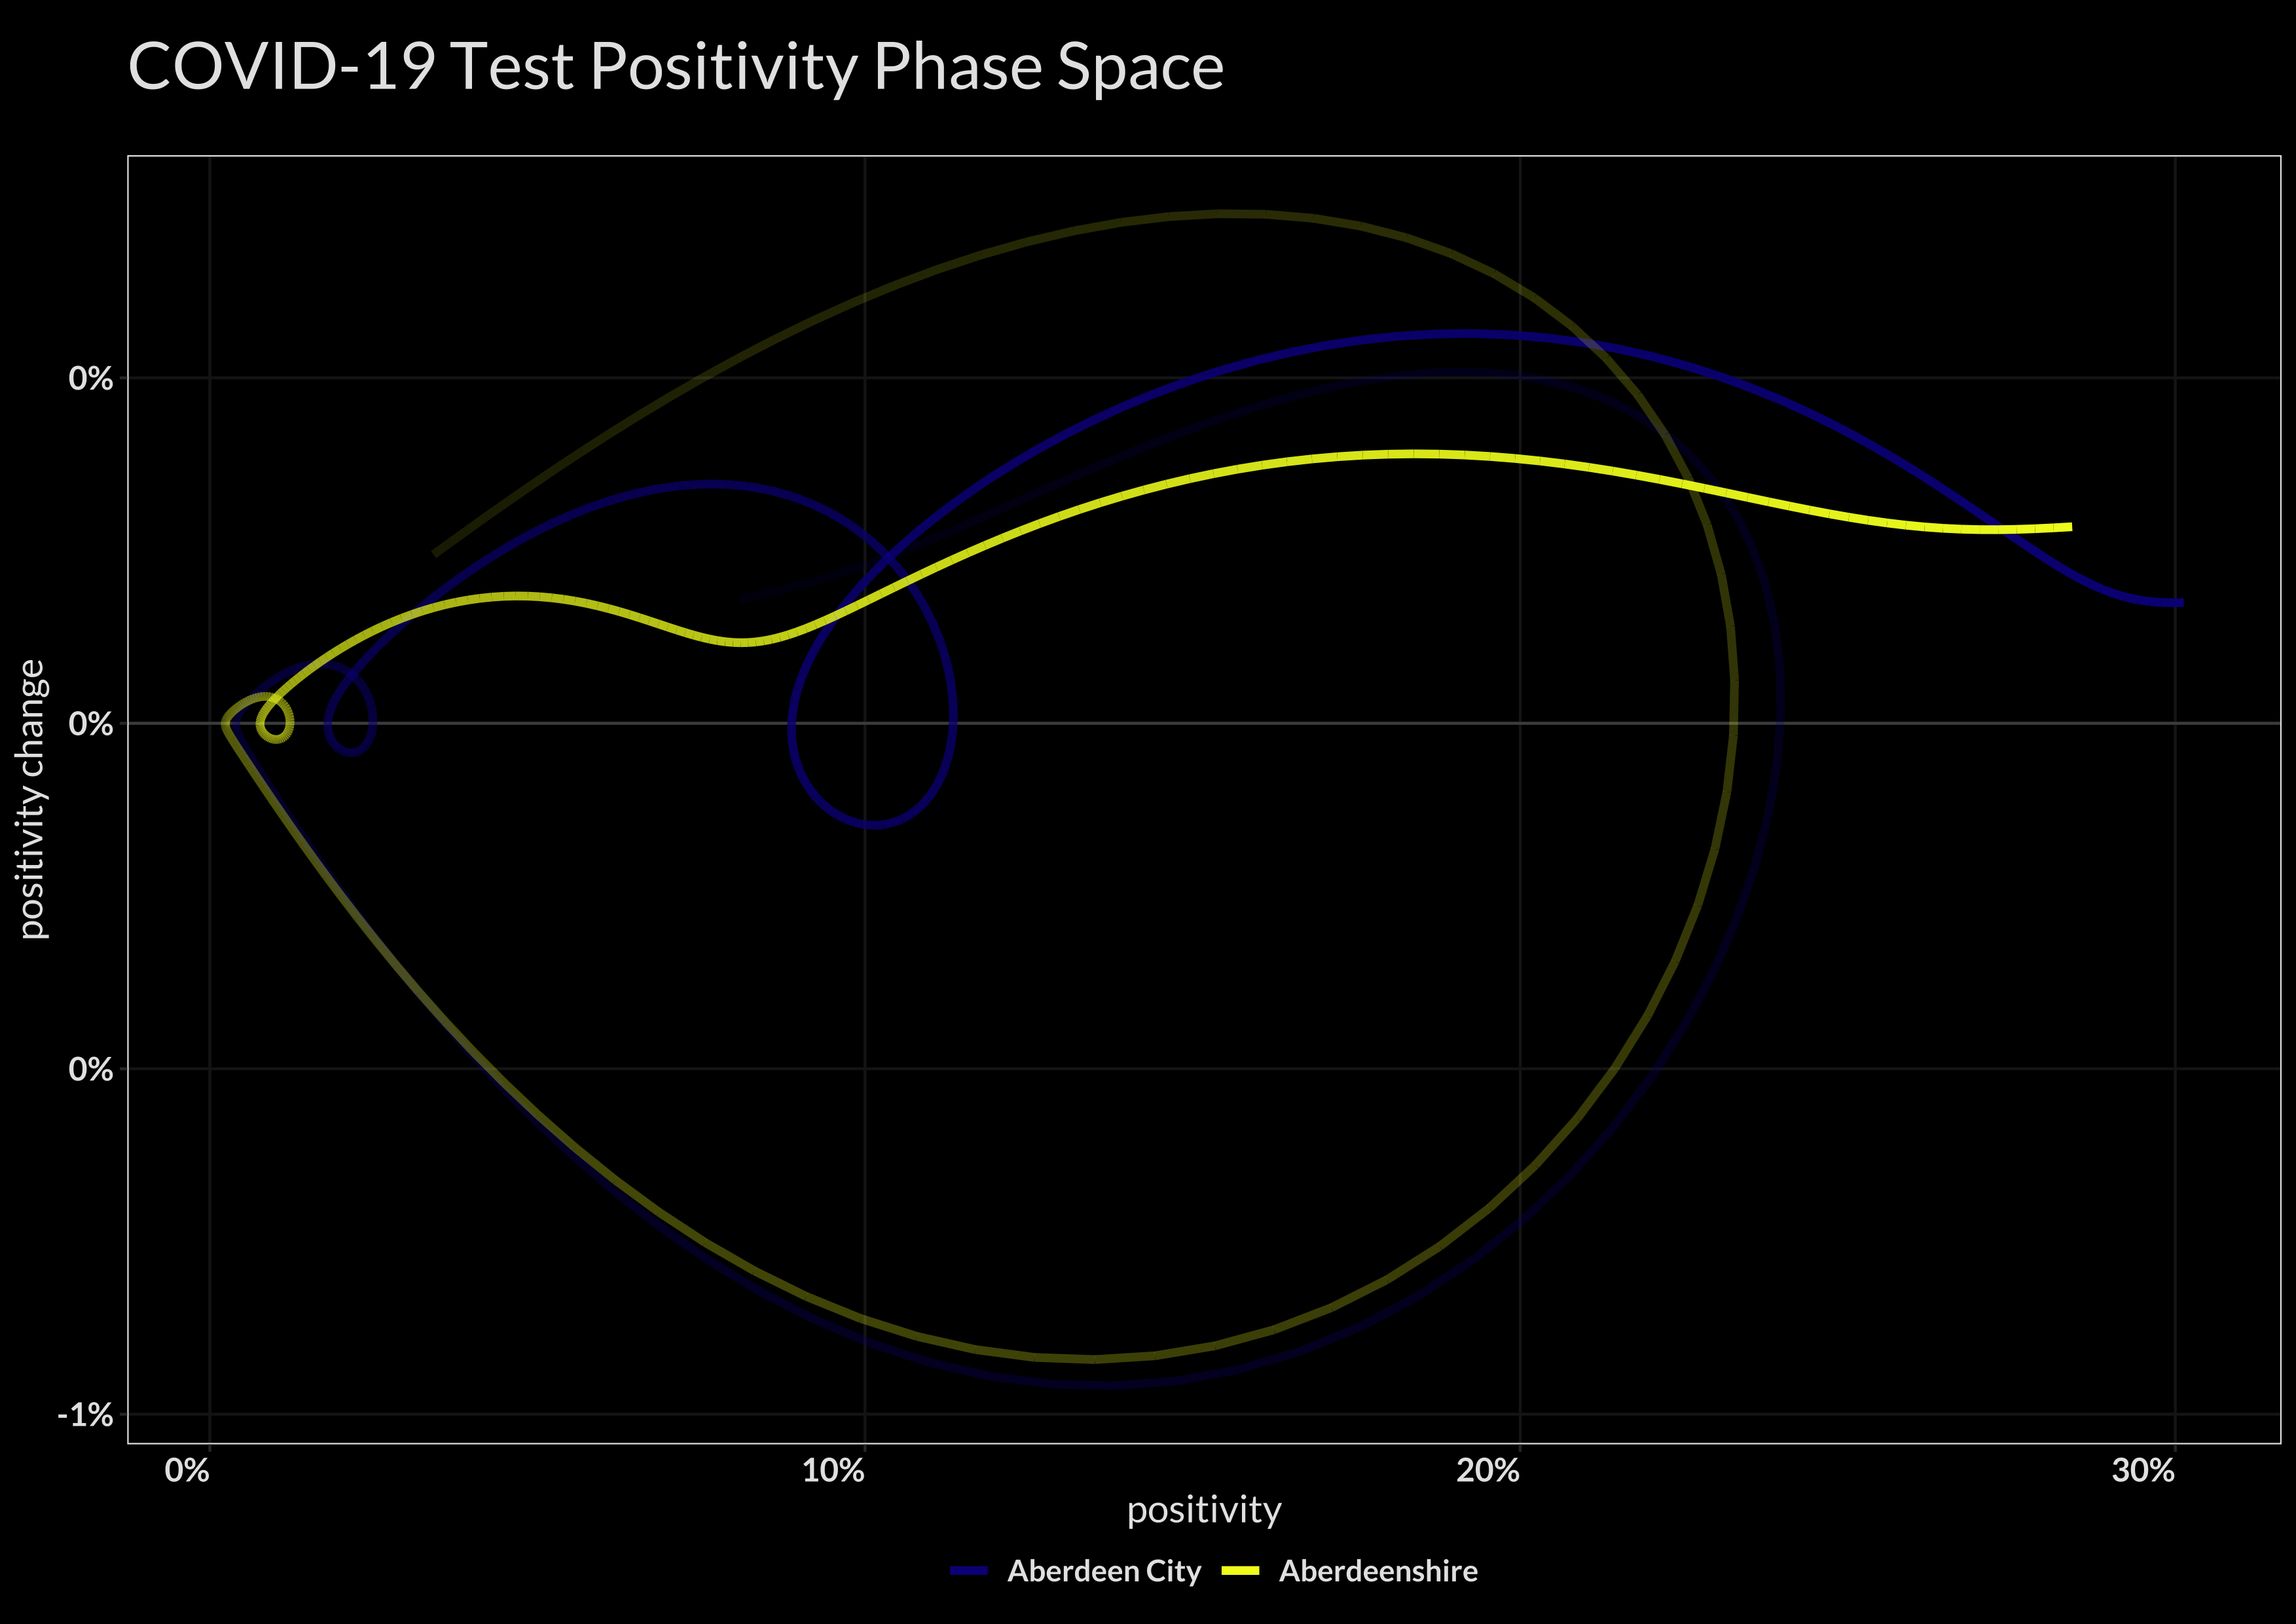 COVID-19 Test Positivity Phase Space
positivity change
0%
0%
0%
-1%
0% 10% 20% 30%
positivity
Aberdeen City Aberdeenshire